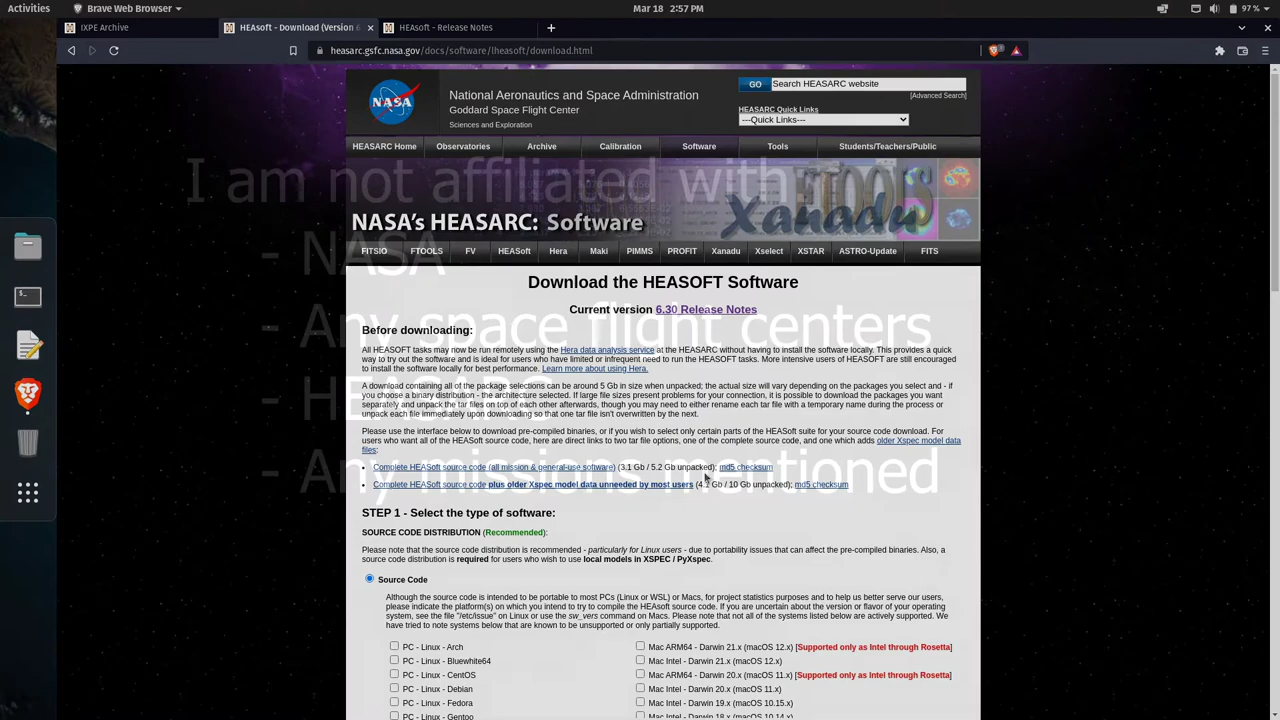 Activities
Brave Web Browser
Mar 18 2:57 PM
97 %
IXPE Archive
HEAsoft - Download (Version 6
HEAsoft - Release Notes
heasarc.gsfc.nasa.gov/docs/software/lheasoft/download.html
National Aeronautics and Space Administration
Goddard Space Flight Center
Sciences and Exploration
GO Search HEASARC website
[Advanced Search]
HEASARC Quick Links
---Quick Links---
HEASARC Home Observatories Archive Calibration Software Tools Students/Teachers/Public
I am not affiliated with:
- NASA
- Any space flight centers
- HEASARC
- Any missions mentioned
NASA's HEASARC: Software
Xanadu
FITSIO FTOOLS FV HEASoft Hera Maki PIMMS PROFIT Xanadu Xselect XSTAR ASTRO-Update FITS
Download the HEASOFT Software
Current version 6.30 Release Notes
Before downloading:
All HEASOFT tasks may now be run remotely using the Hera data analysis service at the HEASARC without having to install the software locally. This provides a quick
way to try out the software and is ideal for users who have limited or infrequent need to run the HEASOFT tasks. More intensive users of HEASOFT are still encouraged
to install the software locally for best performance. Learn more about using Hera.
A download containing all of the package selections can be around 5 Gb in size when unpacked; the actual size will vary depending on the packages you select and - if
you choose a binary distribution - the architecture selected. If large file sizes present problems for your connection, it is possible to download the packages you want
separately and unpack the tar files on top of each other afterwards, though you may need to either rename each tar file with a temporary name during the process or
unpack each file immediately upon downloading so that one tar file isn't overwritten by the next.
Please use the interface below to download pre-compiled binaries, or if you wish to select only certain parts of the HEASoft suite for your source code download. For
users who want all of the HEASoft source code, here are direct links to two tar file options, one of the complete source code, and one which adds older Xspec model data
files:
• Complete HEASoft source code (all mission & general-use software) (3.1 Gb / 5.2 Gb unpacked); md5 checksum
• Complete HEASoft source code plus older Xspec model data unneeded by most users (4.1 Gb / 10 Gb unpacked); md5 checksum
STEP 1 - Select the type of software:
SOURCE CODE DISTRIBUTION (Recommended):
Please note that the source code distribution is recommended - particularly for Linux users - due to portability issues that can affect the pre-compiled binaries. Also, a
source code distribution is required for users who wish to use local models in XSPEC / PyXspec.
Source Code
Although the source code is intended to be portable to most PCs (Linux or WSL) or Macs, for project statistics purposes and to help us better serve our users,
please indicate the platform(s) on which you intend to try to compile the HEAsoft source code. If you are uncertain about the version or flavor of your operating
system, see the file "/etc/issue" on Linux or use the sw_vers command on Macs. Please note that not all of the systems listed below are actively supported. We
have tried to note systems below that are known to be unsupported or only partially supported.
PC - Linux - Arch
Mac ARM64 - Darwin 21.x (macOS 12.x) [Supported only as Intel through Rosetta]
PC - Linux - Bluewhite64
Mac Intel - Darwin 21.x (macOS 12.x)
PC - Linux - CentOS
Mac ARM64 - Darwin 20.x (macOS 11.x) [Supported only as Intel through Rosetta]
PC - Linux - Debian
Mac Intel - Darwin 20.x (macOS 11.x)
PC - Linux - Fedora
Mac Intel - Darwin 19.x (macOS 10.15.x)
PC - Linux - Gentoo
Mac Intel - Darwin 18.x (macOS 10.14.x)